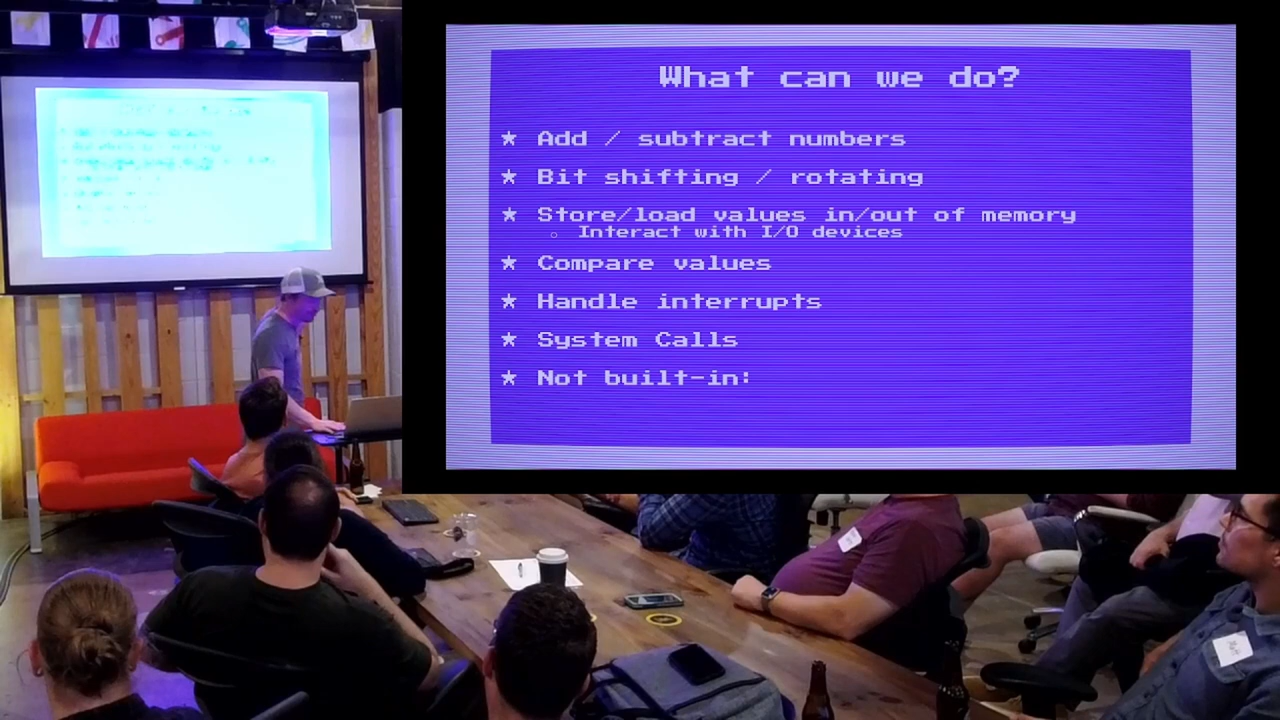 What can we do?
★ Add / subtract numbers
★ Bit shifting / rotating
★ Store/load values in/out of memory
○ Interact with I/O devices
★ Compare values
★ Handle interrupts
★ System Calls
★ Not built-in: